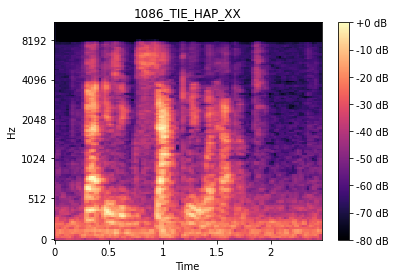 1086_TIE_HAP_XX
8192
4096
2048
1024
512
0
Hz
0
0.5
1
1.5
2
Time
+0 dB
-10 dB
-20 dB
-30 dB
-40 dB
-50 dB
-60 dB
-70 dB
-80 dB